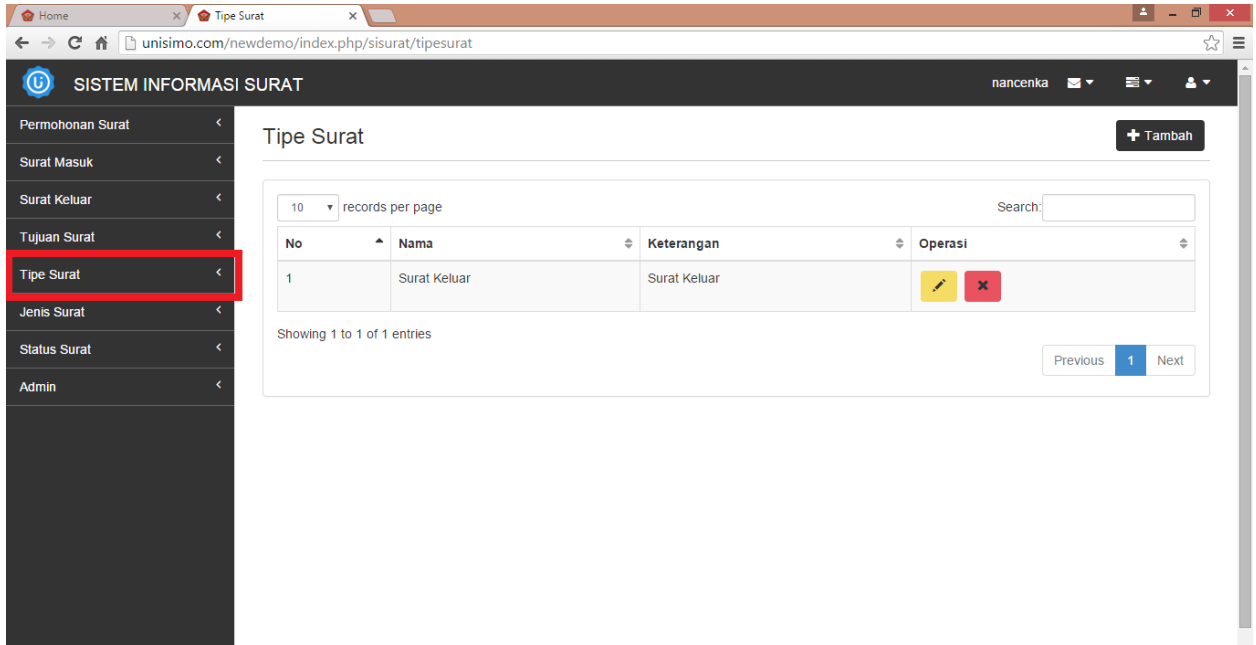 Home
Tipe Surat
unisimo.com/newdemo/index.php/sisurat/tipesurat
SISTEM INFORMASI SURAT
nancenka
Permohonan Surat
Surat Masuk
Surat Keluar
Tujuan Surat
Tipe Surat
Jenis Surat
Status Surat
Admin
Tipe Surat
Tambah
10 records per page
Search:
No Nama Keterangan Operasi
1 Surat Keluar Surat Keluar
Showing 1 to 1 of 1 entries
Previous 1 Next